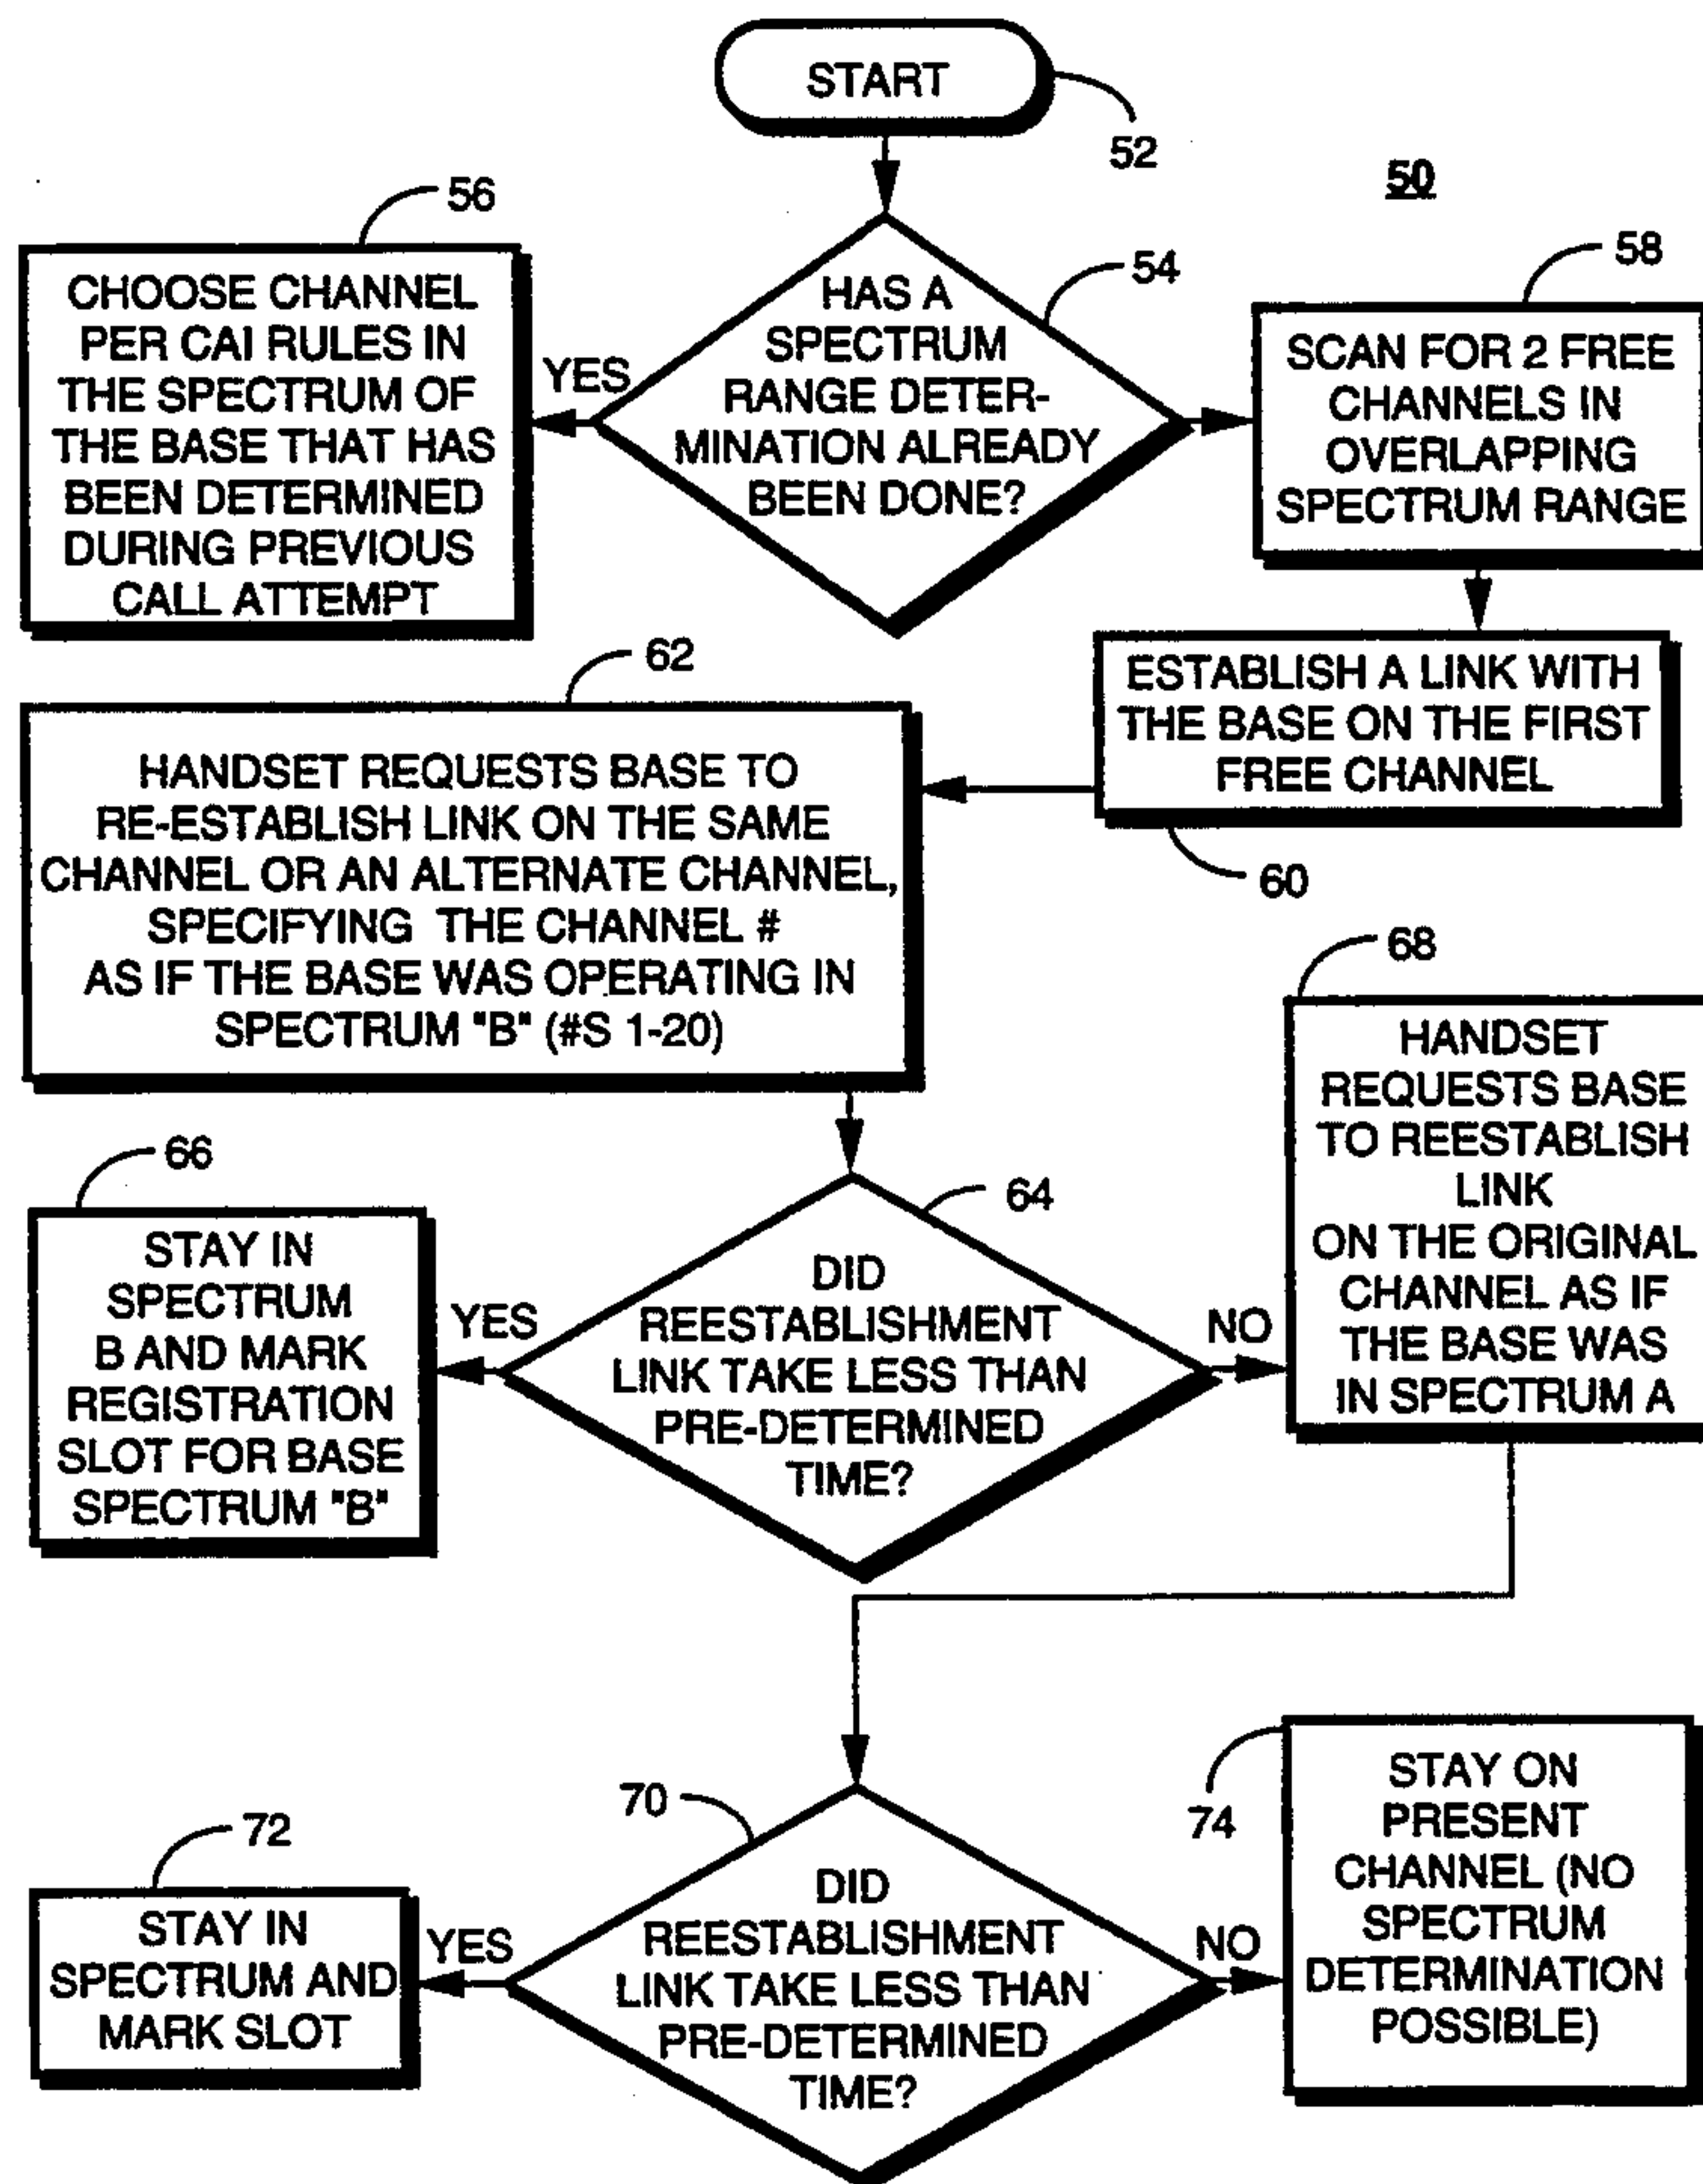 START
52
50
56
CHOOSE CHANNEL
PER CAI RULES IN
THE SPECTRUM OF
THE BASE THAT HAS
BEEN DETERMINED
DURING PREVIOUS
CALL ATTEMPT
YES
54
HAS A
SPECTRUM
RANGE DETER-
MINATION ALREADY
BEEN DONE?
58
SCAN FOR 2 FREE
CHANNELS IN
OVERLAPPING
SPECTRUM RANGE
60
ESTABLISH A LINK WITH
THE BASE ON THE FIRST
FREE CHANNEL
62
HANDSET REQUESTS BASE TO
RE-ESTABLISH LINK ON THE SAME
CHANNEL OR AN ALTERNATE CHANNEL,
SPECIFYING THE CHANNEL #
AS IF THE BASE WAS OPERATING IN
SPECTRUM "B" (#S 1-20)
64
DID
REESTABLISHMENT
LINK TAKE LESS THAN
PRE-DETERMINED
TIME?
YES
NO
66
STAY IN
SPECTRUM
B AND MARK
REGISTRATION
SLOT FOR BASE
SPECTRUM "B"
68
HANDSET
REQUESTS BASE
TO REESTABLISH
LINK
ON THE ORIGINAL
CHANNEL AS IF
THE BASE WAS
IN SPECTRUM A
70
DID
REESTABLISHMENT
LINK TAKE LESS THAN
PRE-DETERMINED
TIME?
YES
NO
72
STAY IN
SPECTRUM AND
MARK SLOT
74
STAY ON
PRESENT
CHANNEL (NO
SPECTRUM
DETERMINATION
POSSIBLE)